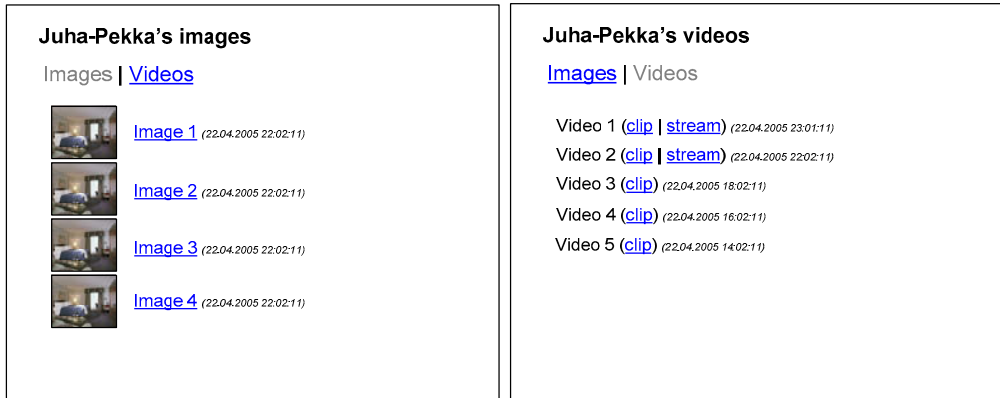 Juha-Pekka's images
Images | Videos
Image 1 (22.04.2005 22:02:11)
Image 2 (22.04.2005 22:02:11)
Image 3 (22.04.2005 22:02:11)
Image 4 (22.04.2005 22:02:11)
Juha-Pekka's videos
Images | Videos
Video 1 (clip | stream) (22.04.2005 23:01:11)
Video 2 (clip | stream) (22.04.2005 22:02:11)
Video 3 (clip) (22.04.2005 18:02:11)
Video 4 (clip) (22.04.2005 16:02:11)
Video 5 (clip) (22.04.2005 14:02:11)